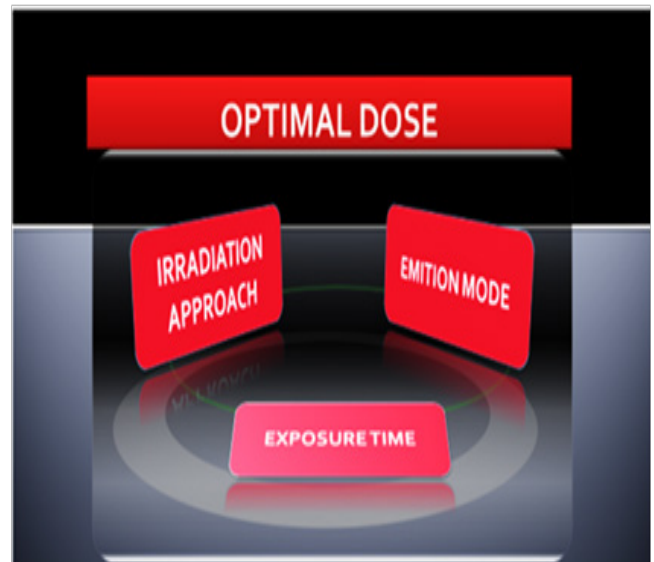 OPTIMAL DOSE
IRRADIATION
APPROACH
EMITION MODE
EXPOSURE TIME